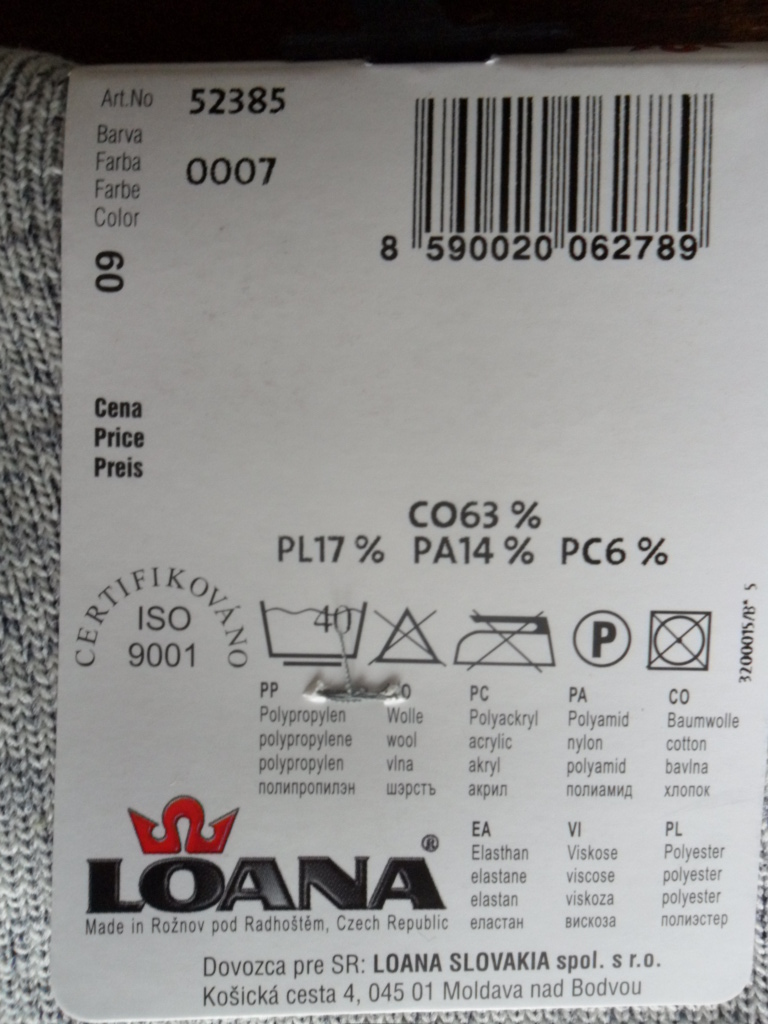 Art.No 52385
Barva
Farba 0007
Farbe
Color
09
8 590020 062789
Cena
Price
Preis
CO63 %
PL17 % PA14 % PC6 %
CERTIFIKOVÁNO
ISO
9001
40
P
3200015/B* S
PP
Polypropylen
polypropylene
polypropylen
полипропилэн
Wolle
wool
vlna
шэрсть
PC
Polyackryl
acrylic
akryl
акрил
PA
Polyamid
nylon
polyamid
полиамид
CO
Baumwolle
cotton
bavlna
хлопок
EA
Elasthan
elastane
elastan
еластан
VI
Viskose
viscose
viskoza
вискоза
PL
Polyester
polyester
polyester
полиэстер
LOANA®
Made in Rožnov pod Radhoštěm, Czech Republic
Dovozca pre SR: LOANA SLOVAKIA spol. s r.o.
Košická cesta 4, 045 01 Moldava nad Bodvou